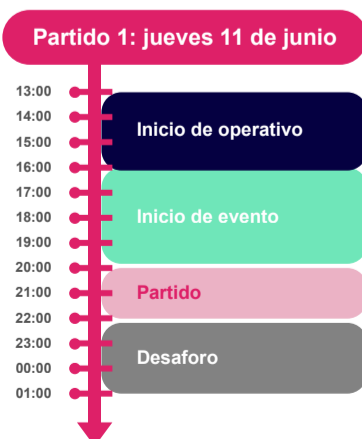 Partido 1: jueves 11 de junio
13:00
14:00
Inicio de operativo
15:00
16:00
17:00
18:00
Inicio de evento
19:00
20:00
21:00
Partido
22:00
23:00
Desaforo
00:00
01:00